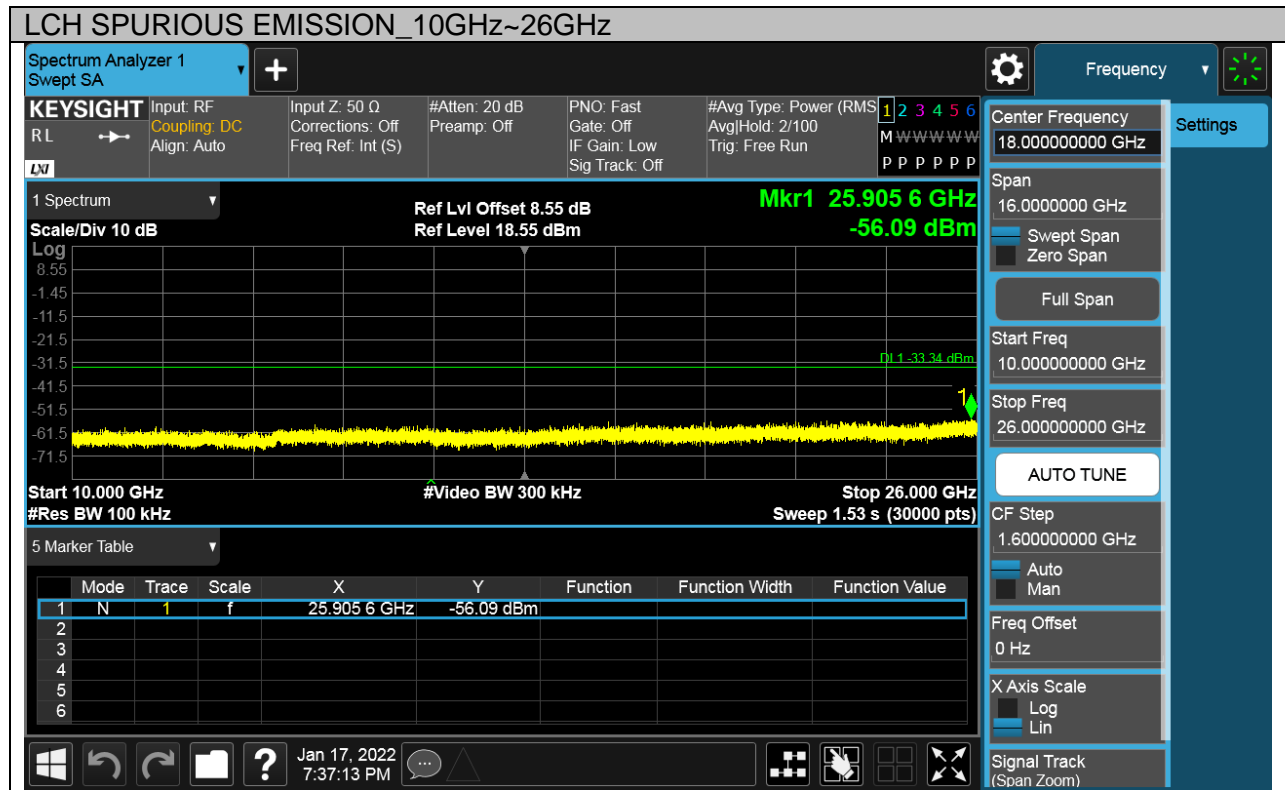 LCH SPURIOUS EMISSION_10GHz~26GHz
Spectrum Analyzer 1
Swept SA
Frequency
KEYSIGHT
RL
LXI
Input: RF
Coupling: DC
Align: Auto
Input Z: 50 Ω
Corrections: Off
Freq Ref: Int (S)
#Atten: 20 dB
Preamp: Off
PNO: Fast
Gate: Off
IF Gain: Low
Sig Track: Off
#Avg Type: Power (RMS
Avg|Hold: 2/100
Trig: Free Run
1 2 3 4 5 6
M W W W W W
P P P P P P
1 Spectrum
Scale/Div 10 dB
Ref Lvl Offset 8.55 dB
Ref Level 18.55 dBm
Mkr1 25.905 6 GHz
-56.09 dBm
Log
8.55
-1.45
-11.5
-21.5
-31.5
-41.5
-51.5
-61.5
-71.5
DL1 -33.34 dBm
1
Start 10.000 GHz
#Res BW 100 kHz
#Video BW 300 kHz
Stop 26.000 GHz
Sweep 1.53 s (30000 pts)
5 Marker Table
Mode Trace Scale X Y Function Function Width Function Value
1 N 1 f 25.905 6 GHz -56.09 dBm
2
3
4
5
6
Jan 17, 2022
7:37:13 PM
Center Frequency
18.000000000 GHz
Settings
Span
16.0000000 GHz
Swept Span
Zero Span
Full Span
Start Freq
10.000000000 GHz
Stop Freq
26.000000000 GHz
AUTO TUNE
CF Step
1.600000000 GHz
Auto
Man
Freq Offset
0 Hz
X Axis Scale
Log
Lin
Signal Track
(Span Zoom)